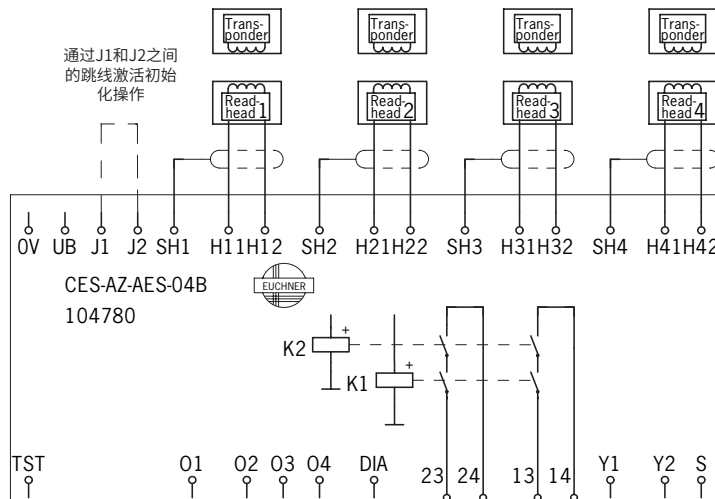 Trans-
ponder
Trans-
ponder
Trans-
ponder
Trans-
ponder
通过J1和J2之间
的跳线激活初始
化操作
Read-
head 1
Read-
head 2
Read-
head 3
Read-
head 4
0V UB J1 J2 SH1 H11 H12 SH2 H21 H22 SH3 H31 H32 SH4 H41 H42
CES-AZ-AES-04B
EUCHNER
104780
K2 +
K1 +
TST O1 O2 O3 O4 DIA 23 24 13 14 Y1 Y2 S